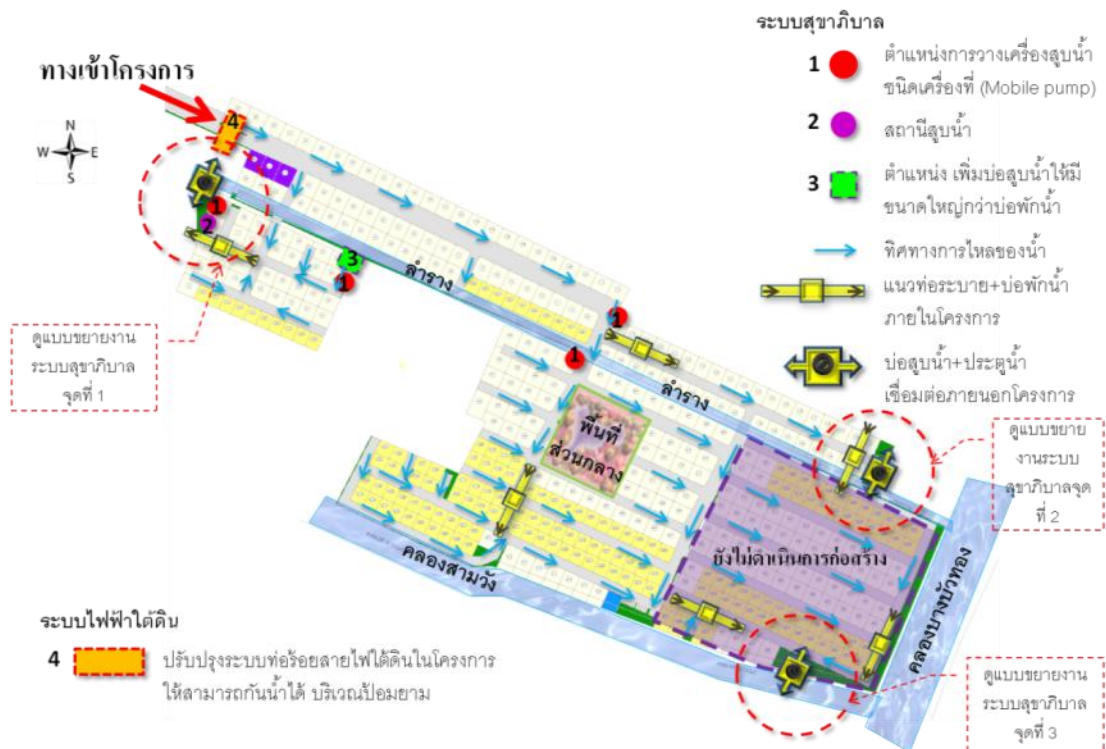 ระบบสุขาภิบาล
1 ตำแหน่งการวางเครื่องสูบน้ำ
ชนิดเครื่องที่ (Mobile pump)
2 สถานีสูบน้ำ
3 ตำแหน่ง เพิ่มบ่อสูบน้ำให้มี
ขนาดใหญ่กว่าบ่อพักน้ำ
ทิศทางการไหลของน้ำ
แนวท่อระบาย+บ่อพักน้ำ
ภายในโครงการ
บ่อสูบน้ำ+ประตูน้ำ
เชื่อมต่อภายนอกโครงการ
ทางเข้าโครงการ
N
W E
S
4
1
2
3
1
ลำราง
1
1
ลำราง
ดูแบบขยายงาน
ระบบสุขาภิบาล
จุดที่ 1
พื้นที่
ส่วนกลาง
ดูแบบขยาย
งานระบบ
สุขาภิบาลจุด
ที่ 2
ยังไม่ดำเนินการก่อสร้าง
คลองสามวัง
คลองบางบัวทอง
ระบบไฟฟ้าใต้ดิน
4 ปรับปรุงระบบท่อร้อยสายไฟใต้ดินในโครงการ
ให้สามารถกันน้ำได้ บริเวณป้อมยาม
ดูแบบขยายงาน
ระบบสุขาภิบาล
จุดที่ 3